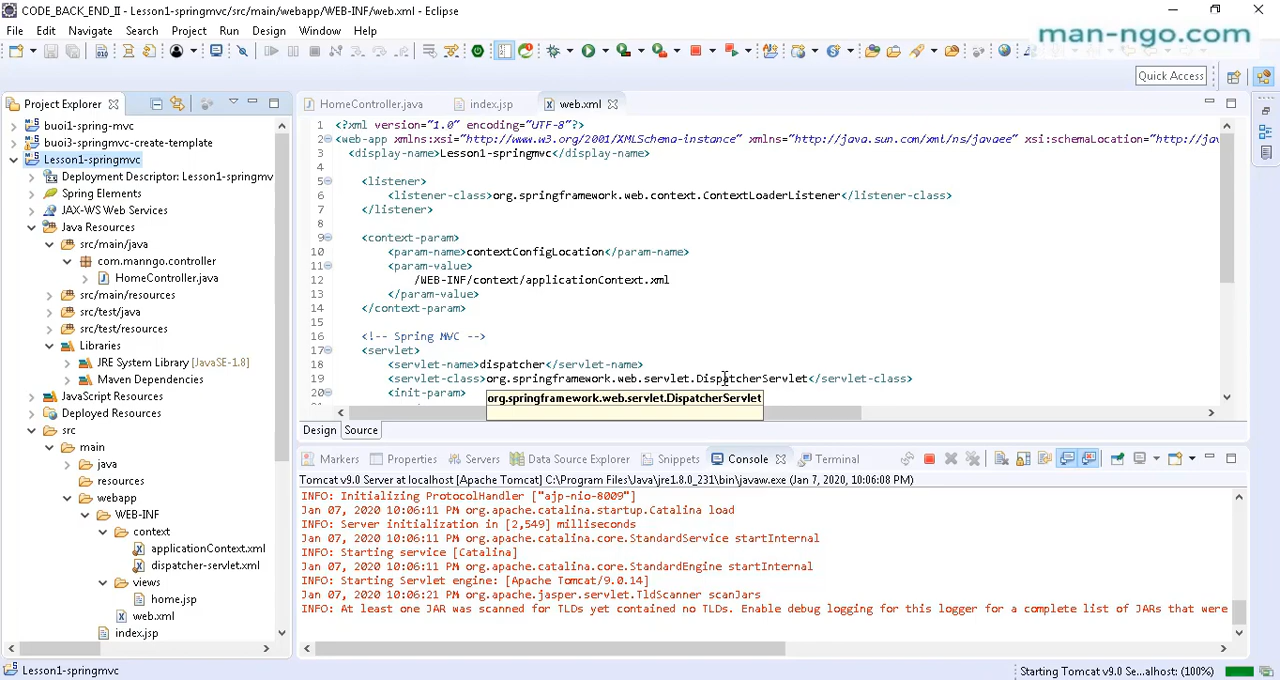 CODE_BACK_END_II - Lesson1-springmvc/src/main/webapp/WEB-INF/web.xml - Eclipse
File Edit Navigate Search Project Run Design Window Help
man-ngo.com
Quick Access
Project Explorer
HomeController.java index.jsp web.xml
buoi1-spring-mvc
buoi3-springmvc-create-template
Lesson1-springmvc
Deployment Descriptor: Lesson1-springmv
Spring Elements
JAX-WS Web Services
Java Resources
src/main/java
com.manngo.controller
HomeController.java
src/main/resources
src/test/java
src/test/resources
Libraries
JRE System Library [JavaSE-1.8]
Maven Dependencies
JavaScript Resources
Deployed Resources
src
main
java
resources
webapp
WEB-INF
context
applicationContext.xml
dispatcher-servlet.xml
views
home.jsp
web.xml
index.jsp
1 <?xml version="1.0" encoding="UTF-8"?>
2 <web-app xmlns:xsi="http://www.w3.org/2001/XMLSchema-instance" xmlns="http://java.sun.com/xml/ns/javaee" xsi:schemaLocation="http://jav
3 <display-name>Lesson1-springmvc</display-name>
4
5 <listener>
6 <listener-class>org.springframework.web.context.ContextLoaderListener</listener-class>
7 </listener>
8
9 <context-param>
10 <param-name>contextConfigLocation</param-name>
11 <param-value>
12 /WEB-INF/context/applicationContext.xml
13 </param-value>
14 </context-param>
15
16 <!-- Spring MVC -->
17 <servlet>
18 <servlet-name>dispatcher</servlet-name>
19 <servlet-class>org.springframework.web.servlet.DispatcherServlet</servlet-class>
20 <init-param>
org.springframework.web.servlet.DispatcherServlet
Design Source
Markers Properties Servers Data Source Explorer Snippets Console Terminal
Tomcat v9.0 Server at localhost [Apache Tomcat] C:\Program Files\Java\jre1.8.0_231\bin\javaw.exe (Jan 7, 2020, 10:06:08 PM)
INFO: Initializing ProtocolHandler ["ajp-nio-8009"]
Jan 07, 2020 10:06:11 PM org.apache.catalina.startup.Catalina load
INFO: Server initialization in [2,549] milliseconds
Jan 07, 2020 10:06:11 PM org.apache.catalina.core.StandardService startInternal
INFO: Starting service [Catalina]
Jan 07, 2020 10:06:11 PM org.apache.catalina.core.StandardEngine startInternal
INFO: Starting Servlet engine: [Apache Tomcat/9.0.14]
Jan 07, 2020 10:06:21 PM org.apache.jasper.servlet.TldScanner scanJars
INFO: At least one JAR was scanned for TLDs yet contained no TLDs. Enable debug logging for this logger for a complete list of JARs that were
Lesson1-springmvc
Starting Tomcat v9.0 Se...alhost: (100%)